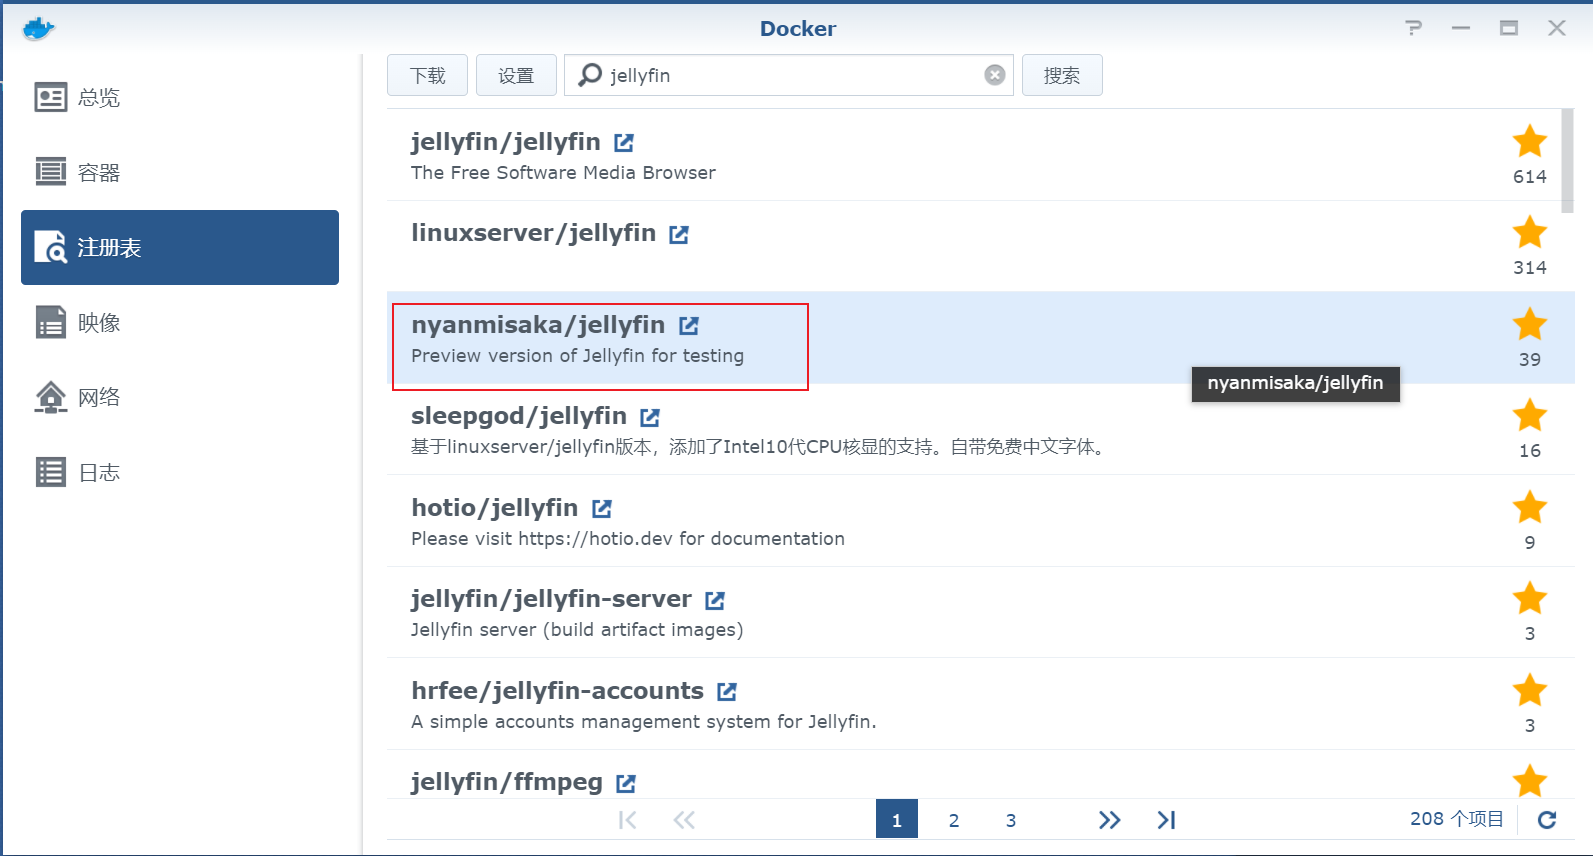 Docker
总览
容器
注册表
映像
网络
日志
下载
设置
jellyfin
搜索
jellyfin/jellyfin
The Free Software Media Browser
614
linuxserver/jellyfin
314
nyanmisaka/jellyfin
Preview version of Jellyfin for testing
39
nyanmisaka/jellyfin
sleepgod/jellyfin
基于linuxserver/jellyfin版本，添加了Intel10代CPU核显的支持。自带免费中文字体。
16
hotio/jellyfin
Please visit https://hotio.dev for documentation
9
jellyfin/jellyfin-server
Jellyfin server (build artifact images)
3
hrfee/jellyfin-accounts
A simple accounts management system for Jellyfin.
3
jellyfin/ffmpeg
1 2 3
208 个项目